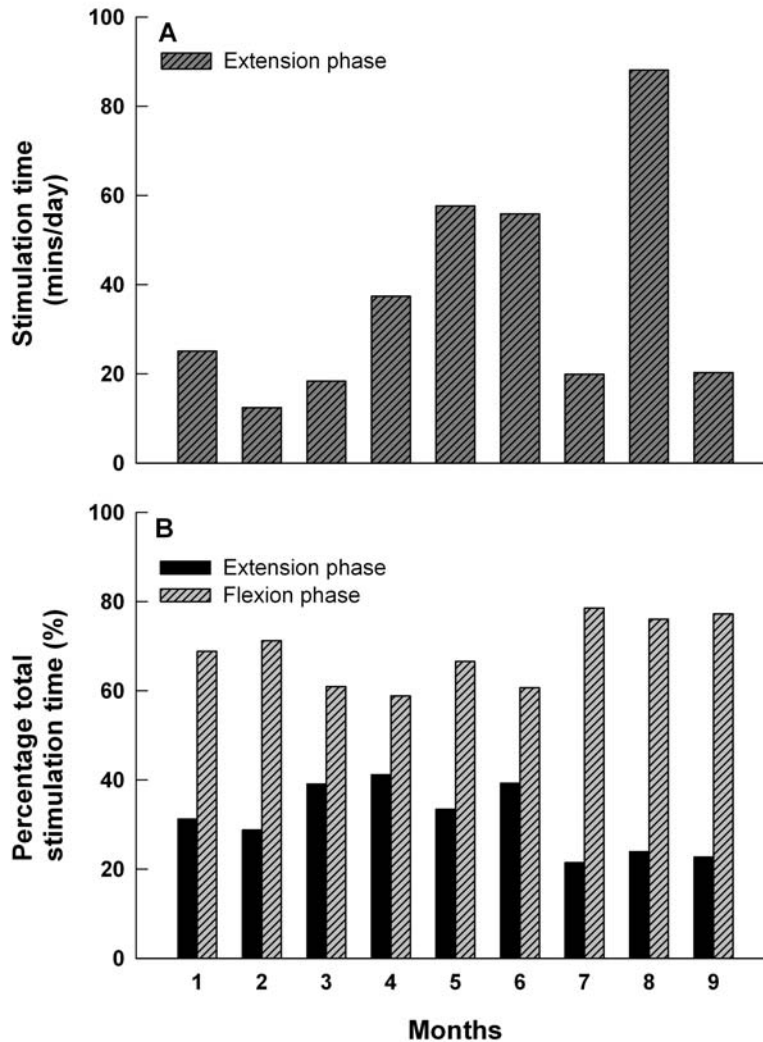 A
Extension phase
100
80
60
40
20
0
Stimulation time
(mins/day)
B
Extension phase
Flexion phase
100
80
60
40
20
0
Percentage total
stimulation time (%)
1 2 3 4 5 6 7 8 9
Months